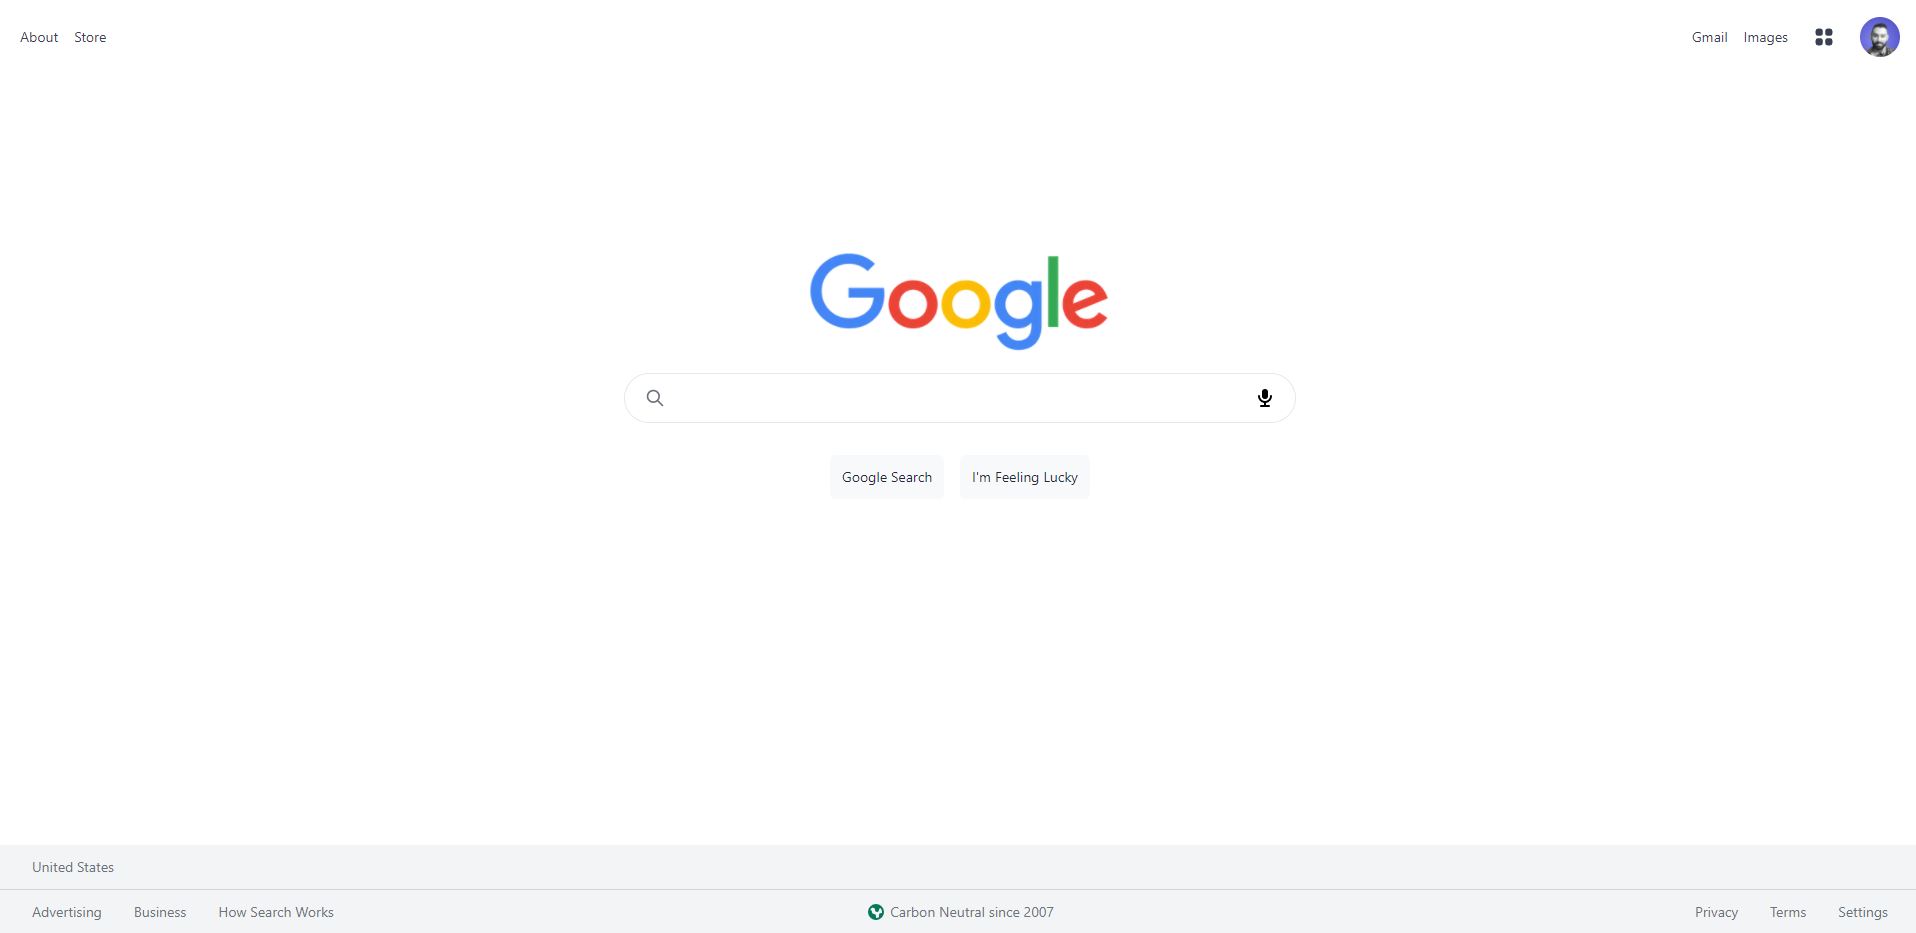 About Store Gmail Images
Google
Google Search I'm Feeling Lucky
United States
Advertising Business How Search Works Carbon Neutral since 2007 Privacy Terms Settings